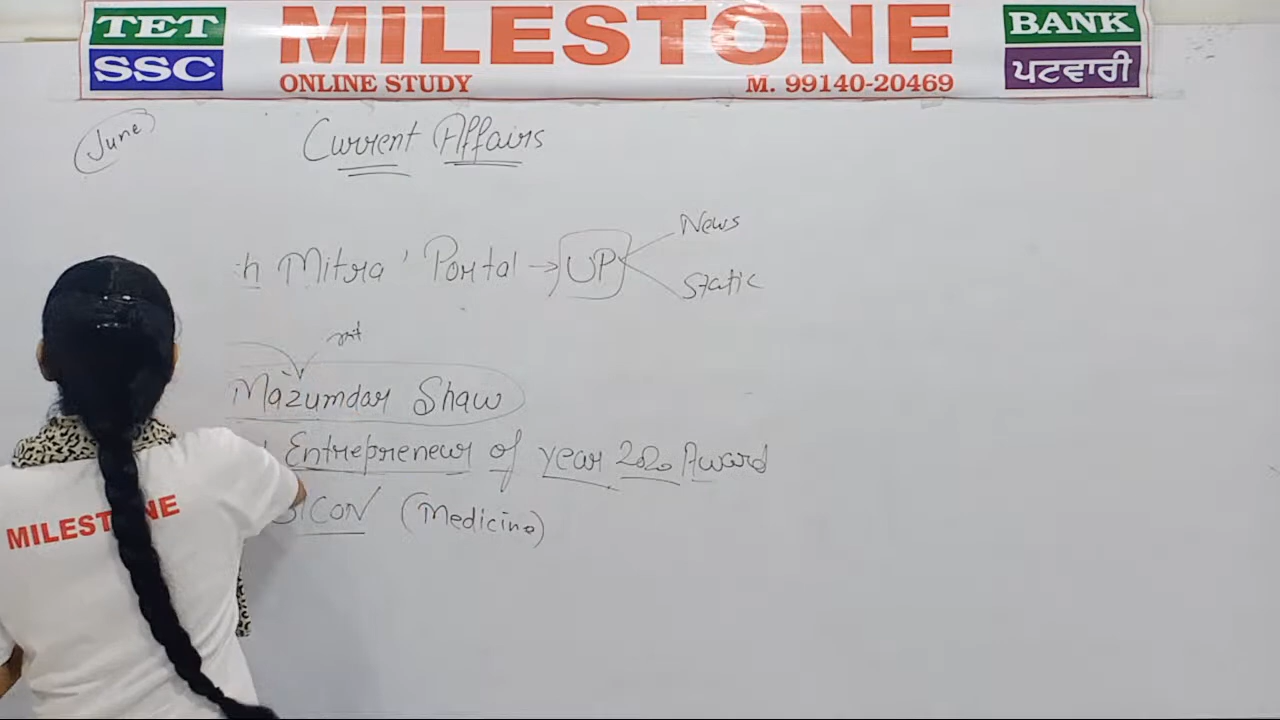 TET
SSC
MILESTONE
ONLINE STUDY
M. 99140-20469
BANK
ਪਟਵਾਰੀ
June
Current Affairs
h Mitra' Portal → UP
News
Static
Mazumdar Shaw
Entrepreneur of year 2020 Award
ICON (Medicine)
MILESTONE